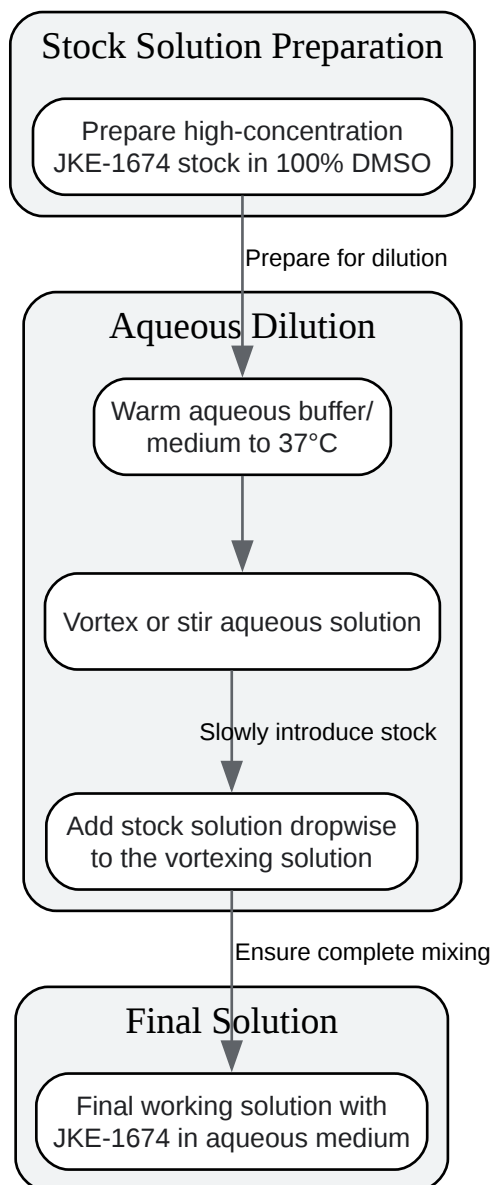 Stock Solution Preparation
Prepare high-concentration
JKE-1674 stock in 100% DMSO
Prepare for dilution
Aqueous Dilution
Warm aqueous buffer/
medium to 37°C
Vortex or stir aqueous solution
Slowly introduce stock
Add stock solution dropwise
to the vortexing solution
Ensure complete mixing
Final Solution
Final working solution with
JKE-1674 in aqueous medium